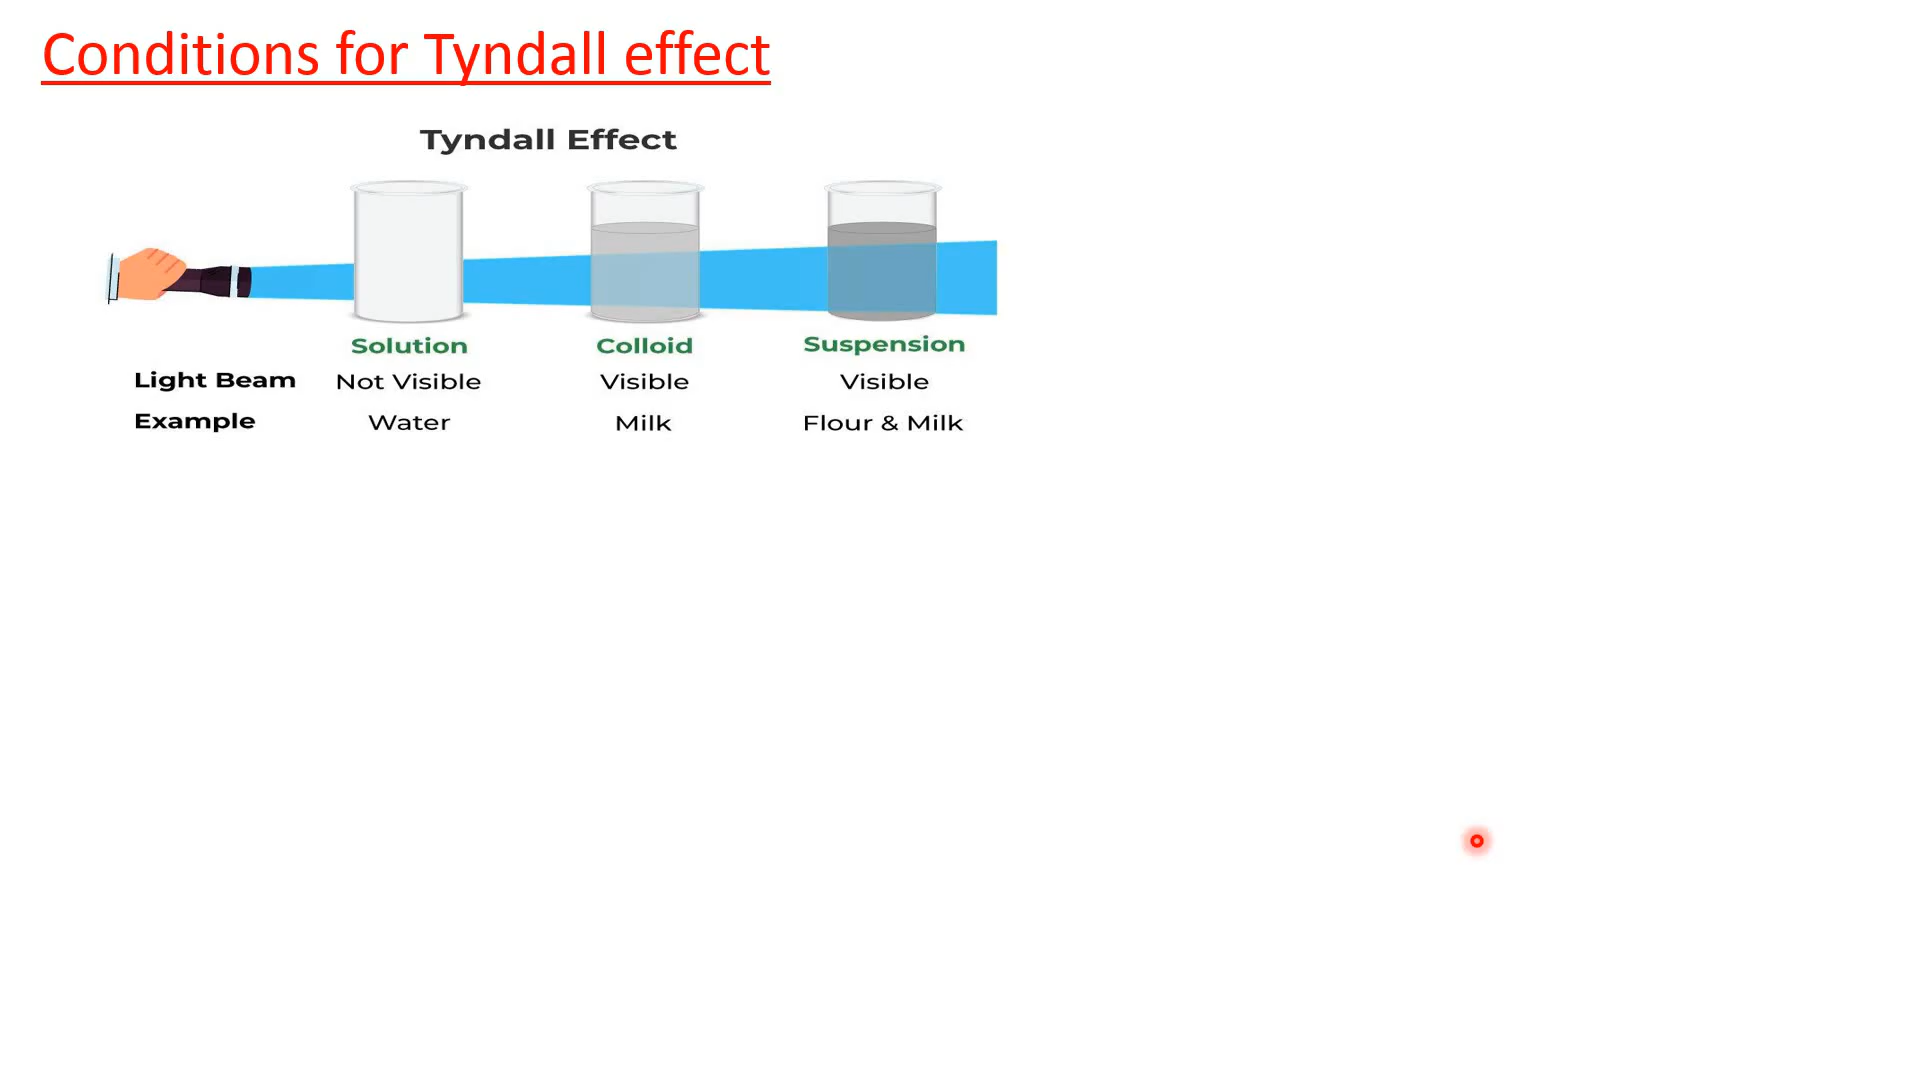 Conditions for Tyndall effect
Tyndall Effect
Solution Colloid Suspension
Light Beam Not Visible Visible Visible
Example Water Milk Flour & Milk